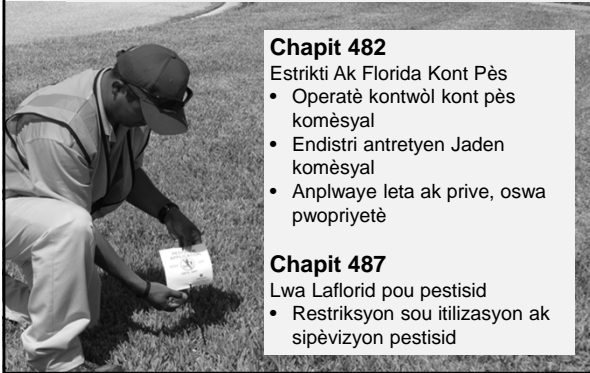 Chapit 482
Estrikti Ak Florida Kont Pès
• Operatè kontwòl kont pès
komèsyal
• Endistri antretyen Jaden
komèsyal
• Anplwaye leta ak prive, oswa
pwopriyetè
Chapit 487
Lwa Laflorid pou pestisid
• Restriksyon sou itilizasyon ak
sipèvizyon pestisid